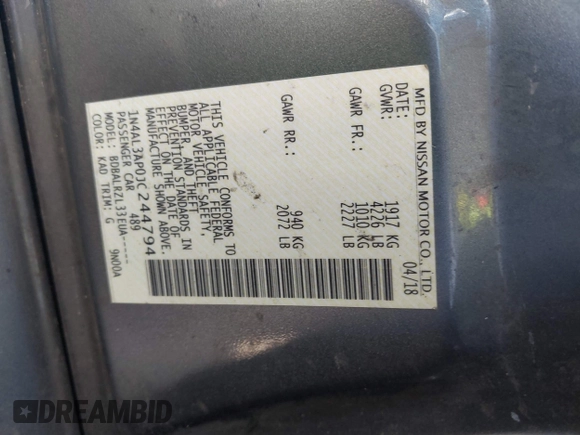 MFD BY NISSAN MOTOR CO., LTD.
DATE: 04/18
GVWR: 1917 KG
4226 LB
GAWR FR: 1010 KG
2227 LB
GAWR RR: 940 KG
2072 LB
THIS VEHICLE CONFORMS TO
ALL APPLICABLE FEDERAL
MOTOR VEHICLE SAFETY,
BUMPER, AND THEFT
PREVENTION STANDARDS IN
EFFECT ON THE DATE OF
MANUFACTURE SHOWN ABOVE.
1N4AL3AP0JC244794
PASSENGER CAR 489
MODEL: BDBALRZL33EUA-----
COLOR: KAD TRIM: G 9N00A
DREAMBID